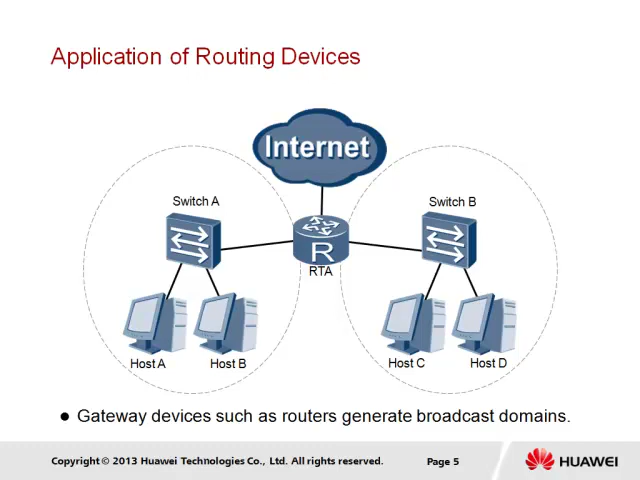 Application of Routing Devices
Internet
Switch A
Switch B
R
RTA
Host A
Host B
Host C
Host D
● Gateway devices such as routers generate broadcast domains.
Copyright © 2013 Huawei Technologies Co., Ltd. All rights reserved.
Page 5
HUAWEI